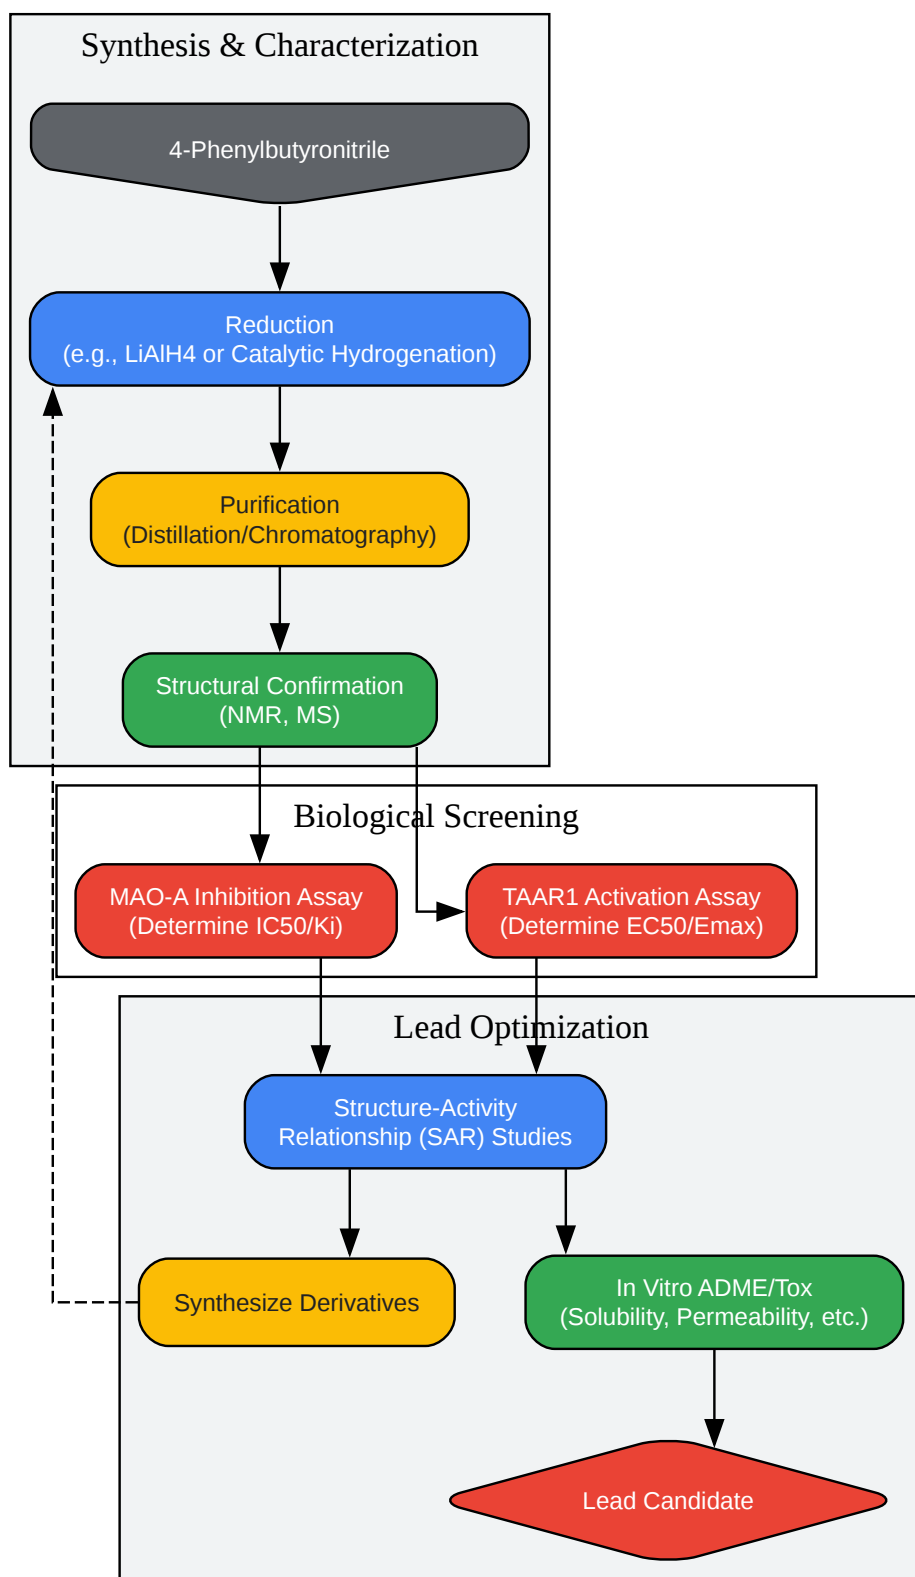 Synthesis & Characterization
4-Phenylbutyronitrile
Reduction
(e.g., LiAlH4 or Catalytic Hydrogenation)
Purification
(Distillation/Chromatography)
Structural Confirmation
(NMR, MS)
Biological Screening
MAO-A Inhibition Assay
(Determine IC50/Ki)
TAAR1 Activation Assay
(Determine EC50/Emax)
Lead Optimization
Structure-Activity
Relationship (SAR) Studies
Synthesize Derivatives
In Vitro ADME/Tox
(Solubility, Permeability, etc.)
Lead Candidate